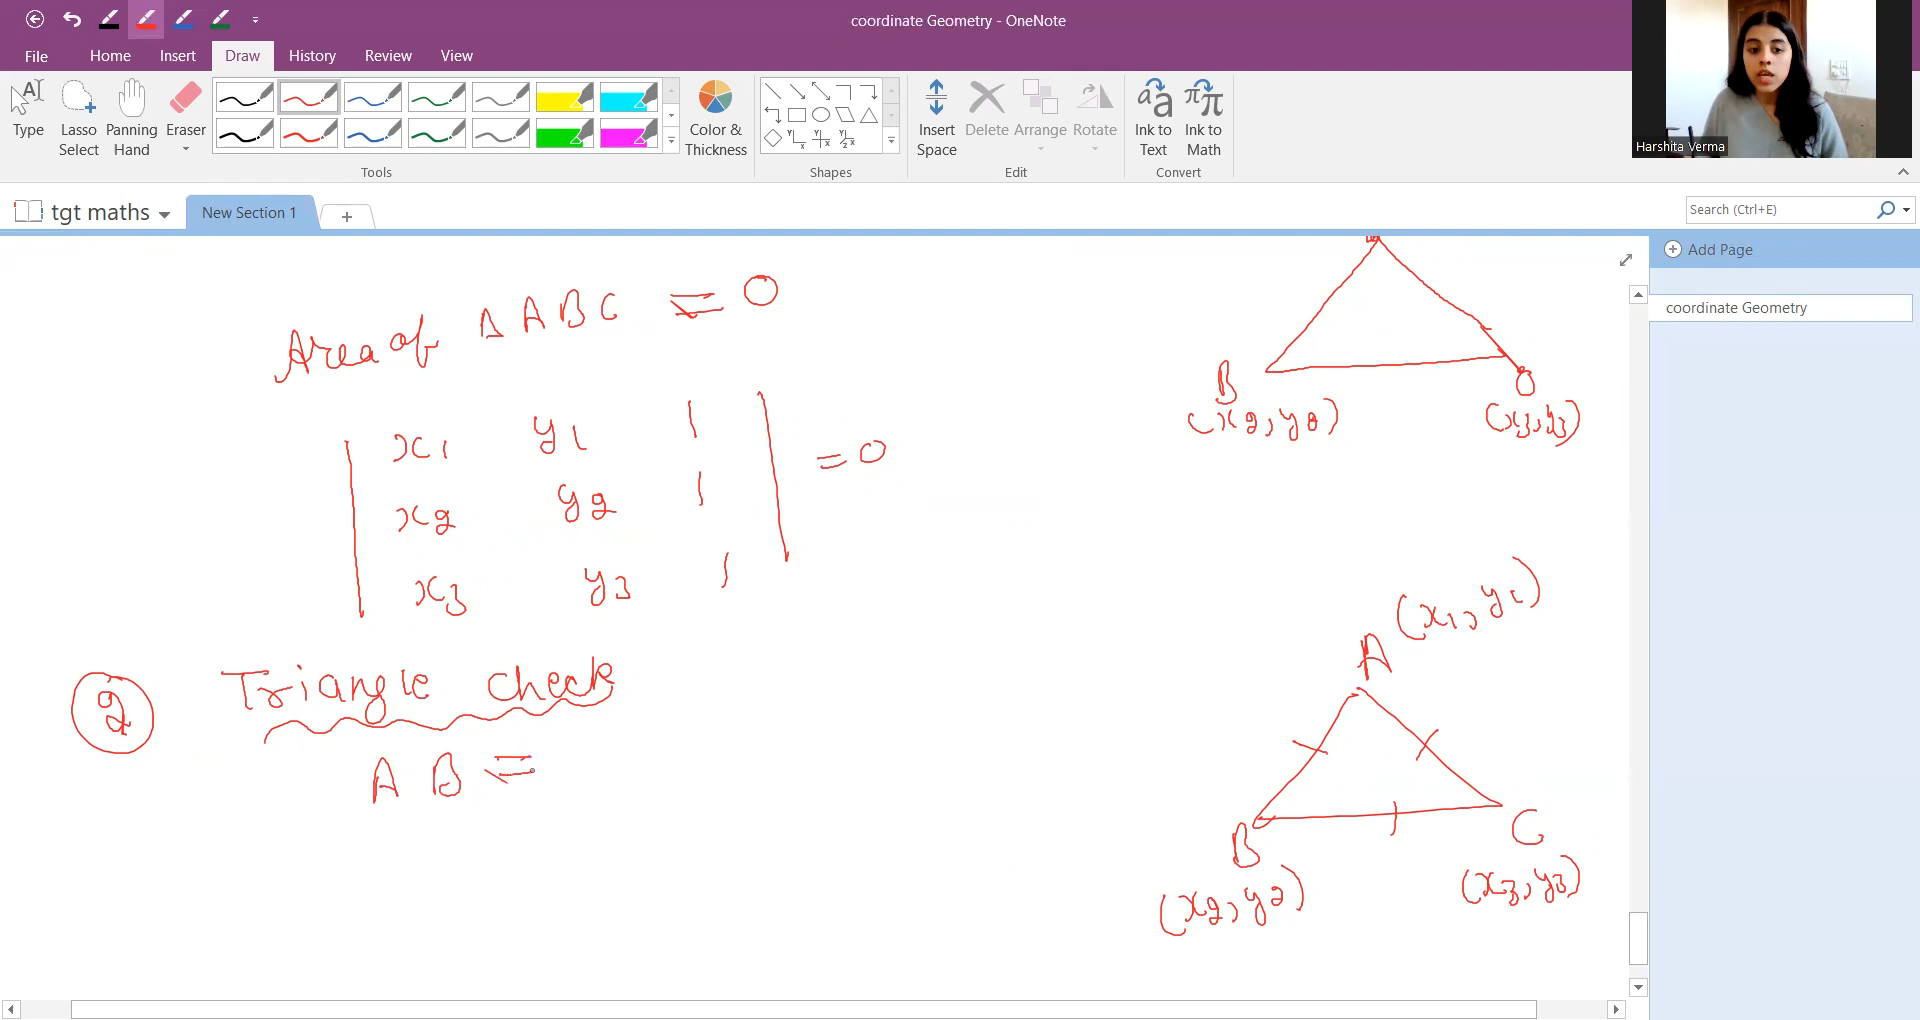 coordinate Geometry - OneNote
File Home Insert Draw History Review View
Type
Lasso Select
Panning Hand
Eraser
Color & Thickness
Insert Space
Delete
Arrange
Rotate
Ink to Text
Ink to Math
Tools
Shapes
Edit
Convert
Harshita Verma
tgt maths
New Section 1
Search (Ctrl+E)
Add Page
coordinate Geometry
Area of Δ ABC = 0
x1 y1 1
x2 y2 1 = 0
x3 y3 1
2 Triangle check
AB =
B
(x2, y2)
(x3, y3)
A (x1, y1)
B
(x2, y2)
C
(x3, y3)